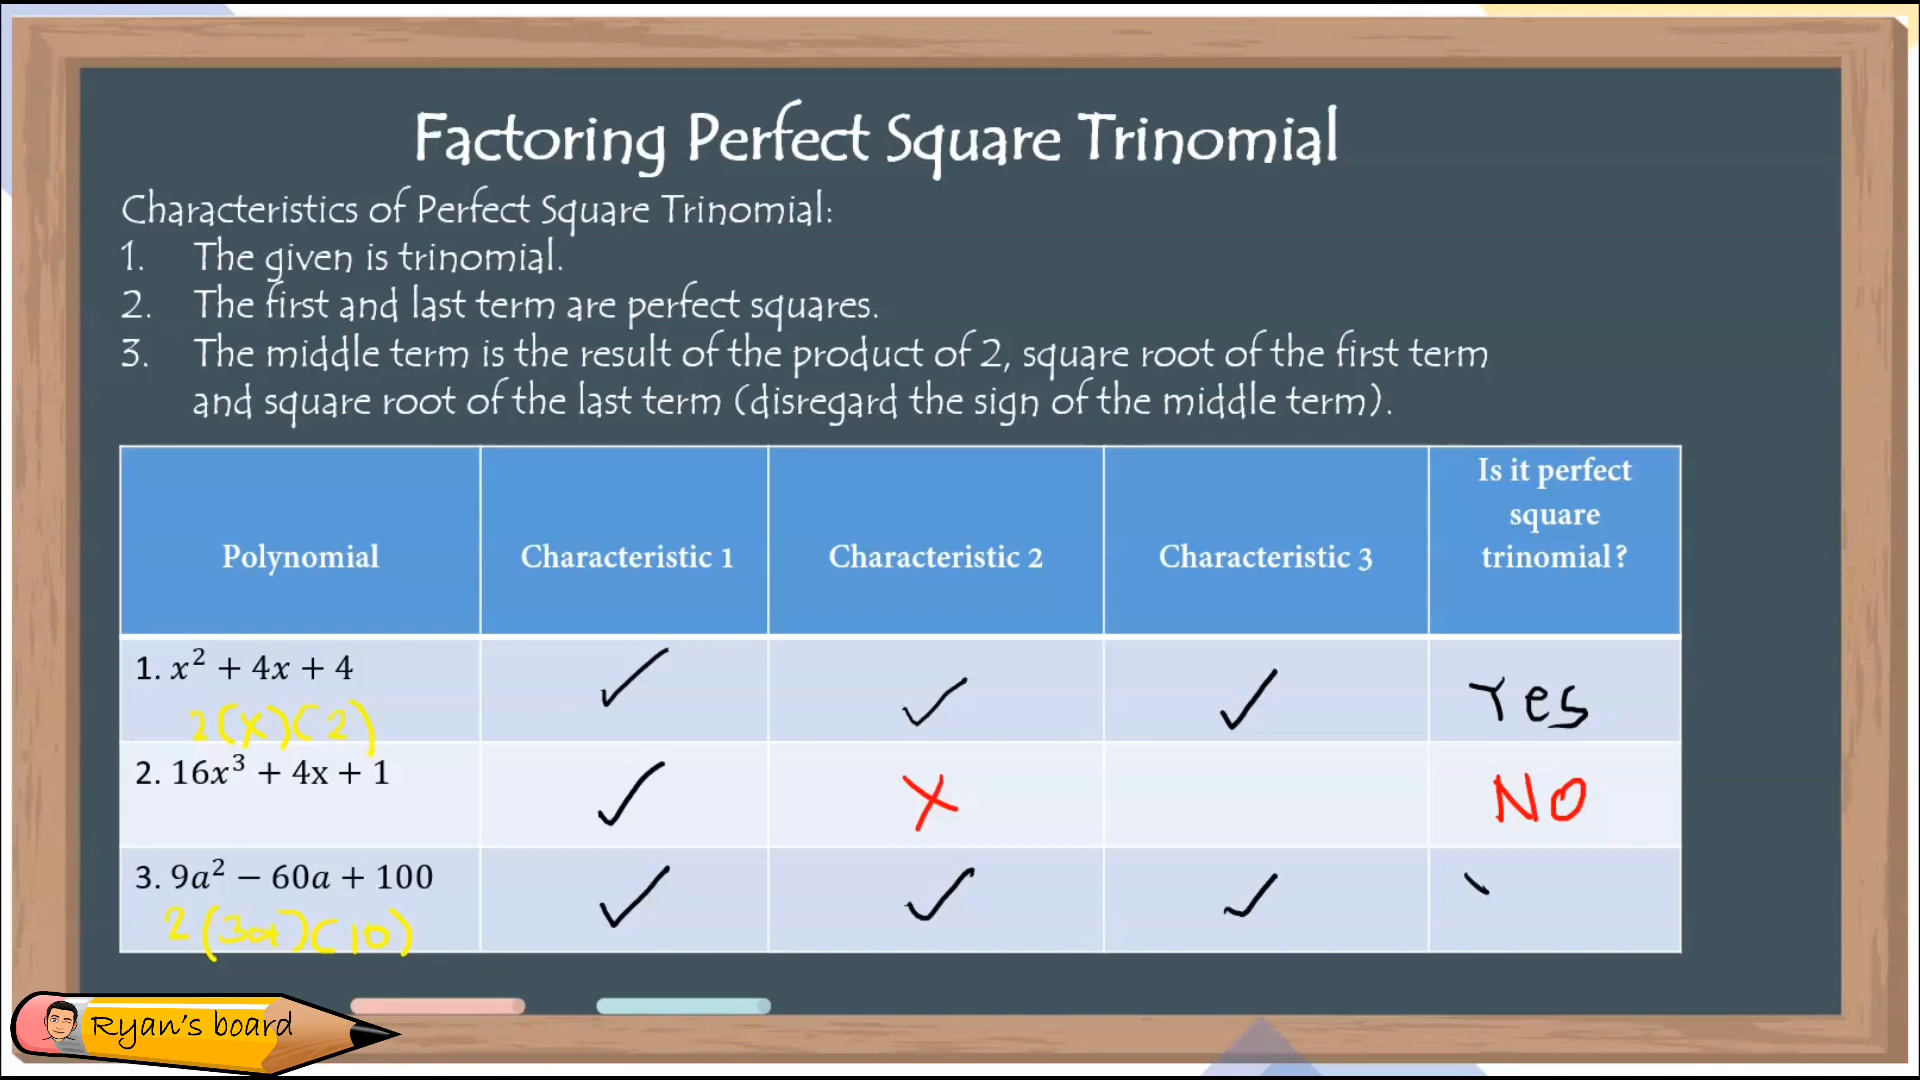 Factoring Perfect Square Trinomial
Characteristics of Perfect Square Trinomial:
1. The given is trinomial.
2. The first and last term are perfect squares.
3. The middle term is the result of the product of 2, square root of the first term
and square root of the last term (disregard the sign of the middle term).
Polynomial Characteristic 1 Characteristic 2 Characteristic 3 Is it perfect square trinomial?
1. x² + 4x + 4 ✓ ✓ ✓ Yes
2(x)(2)
2. 16x³ + 4x + 1 ✓ X NO
3. 9a² − 60a + 100 ✓ ✓ ✓
2(3a)(10)
Ryan's board